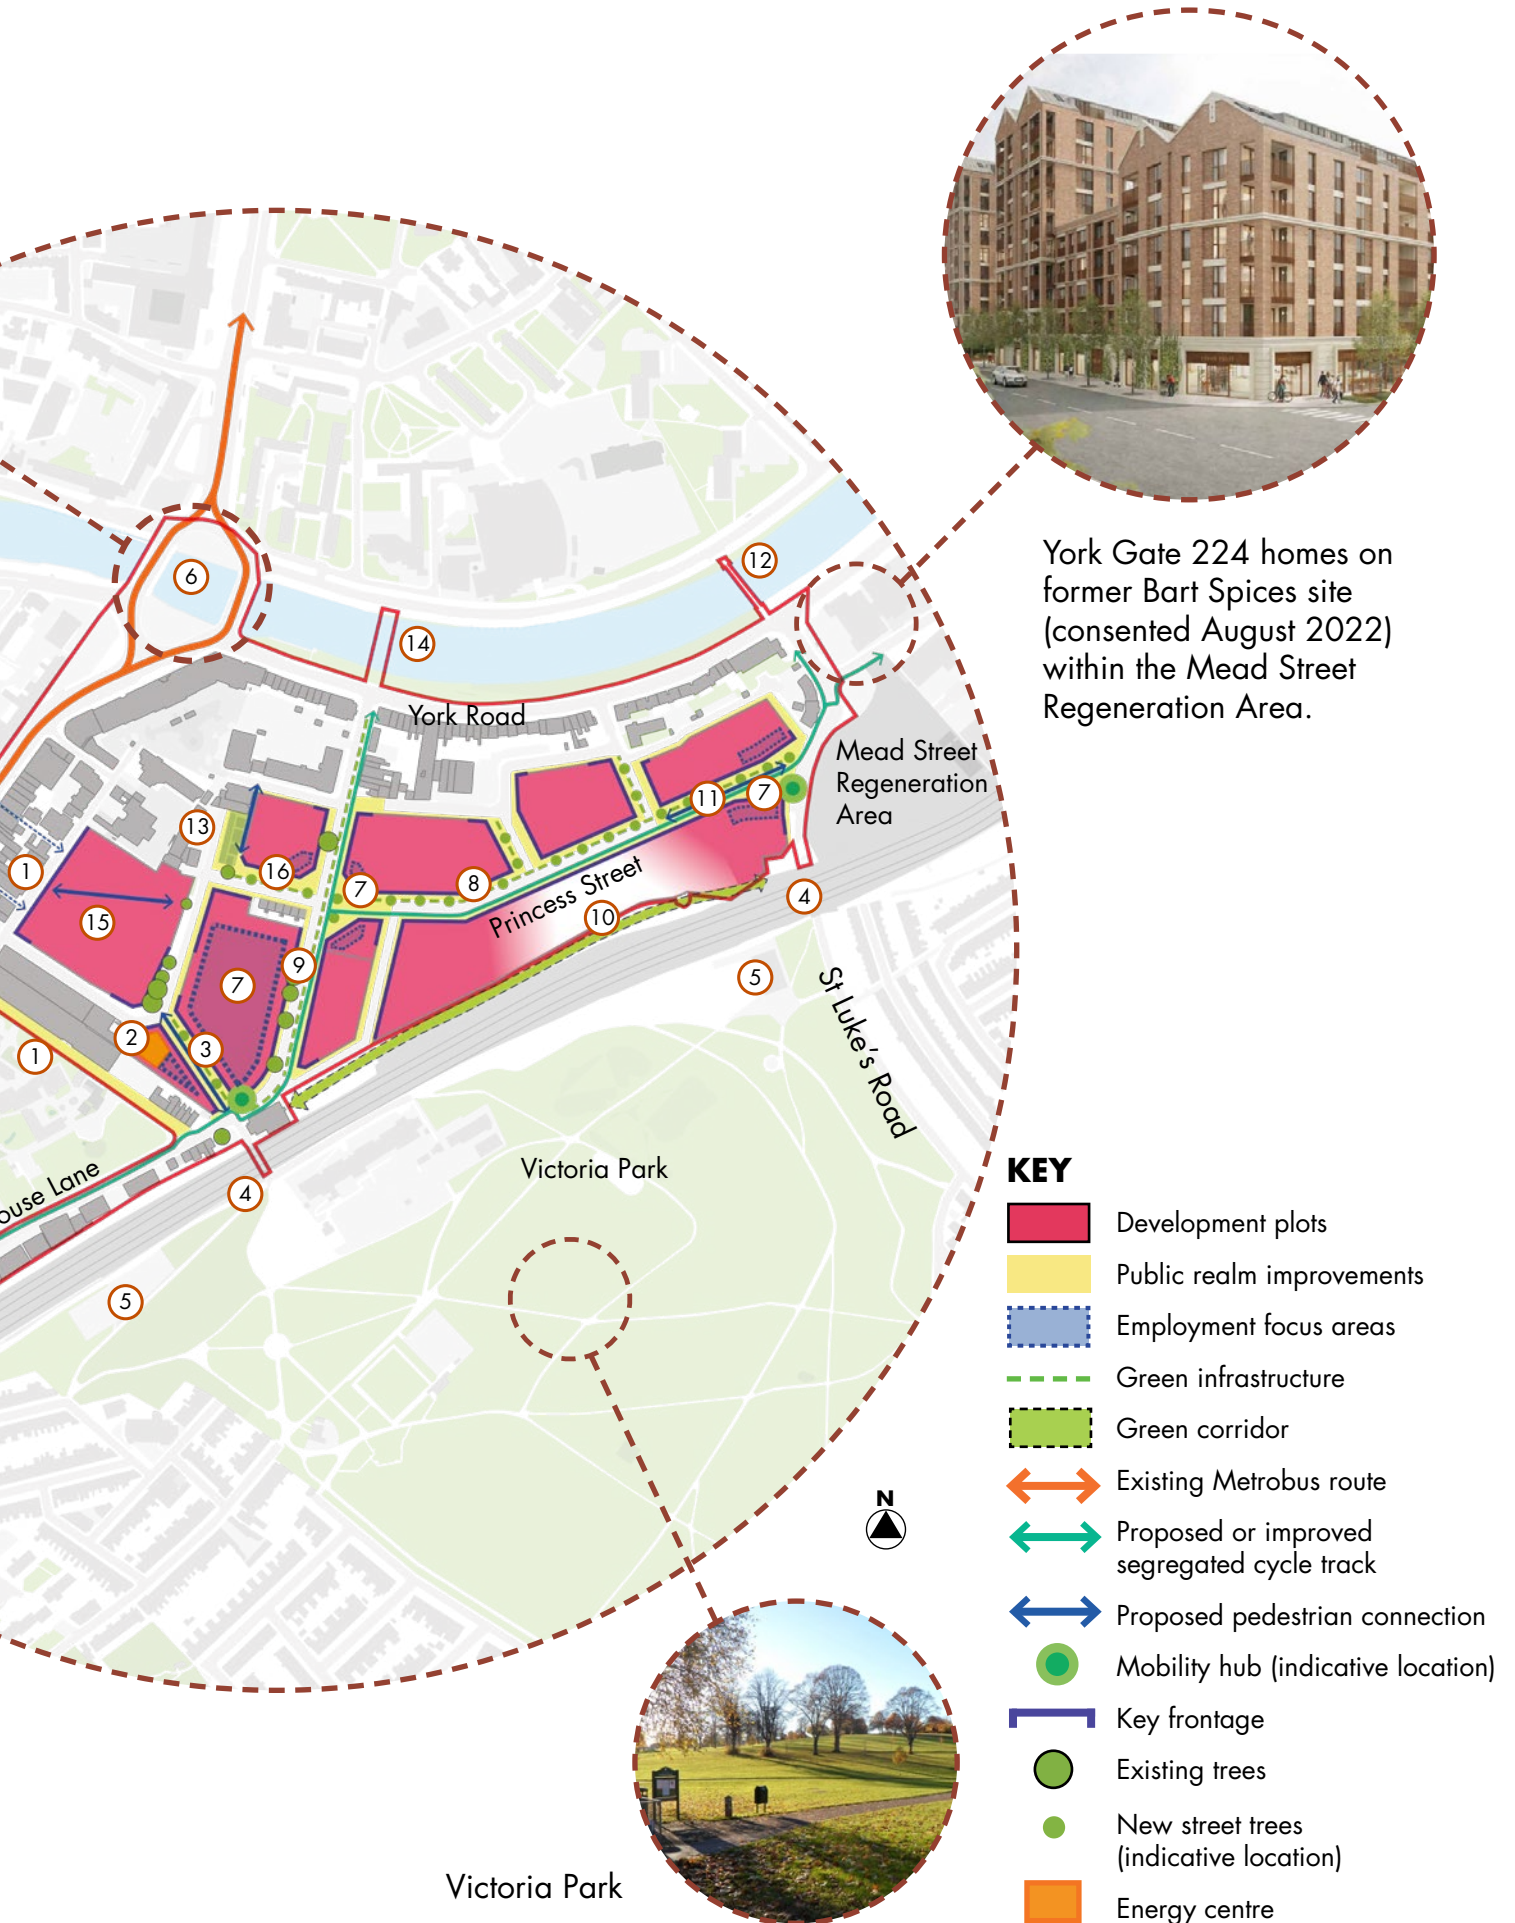 York Gate 224 homes on
former Bart Spices site
(consented August 2022)
within the Mead Street
Regeneration Area.
6
12
14
York Road
Mead Street
Regeneration
Area
13
11
7
1
16
7
8
Princess Street
4
15
10
9
7
5
St Luke's Road
2
3
1
Victoria Park
4
ouse Lane
5
N
Victoria Park
KEY
Development plots
Public realm improvements
Employment focus areas
Green infrastructure
Green corridor
Existing Metrobus route
Proposed or improved
segregated cycle track
Proposed pedestrian connection
Mobility hub (indicative location)
Key frontage
Existing trees
New street trees
(indicative location)
Energy centre